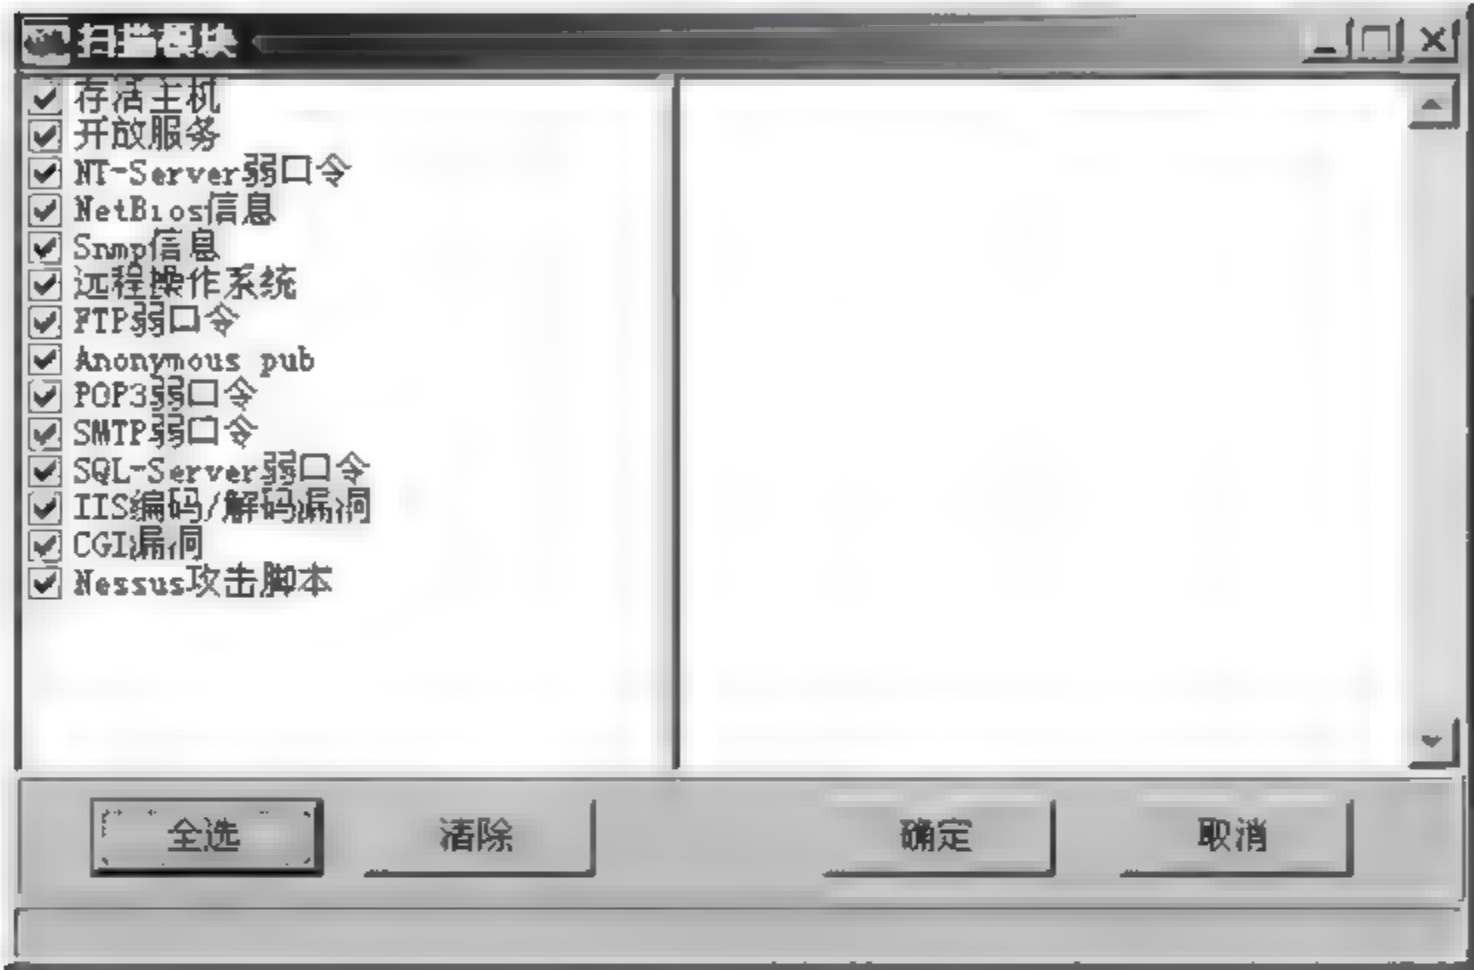 扫描模块
存活主机
开放服务
NT-Server弱口令
NetBios信息
Snmp信息
远程操作系统
FTP弱口令
Anonymous pub
POP3弱口令
SMTP弱口令
SQL-Server弱口令
IIS编码/解码漏洞
CGI漏洞
Nessus攻击脚本
全选 清除 确定 取消